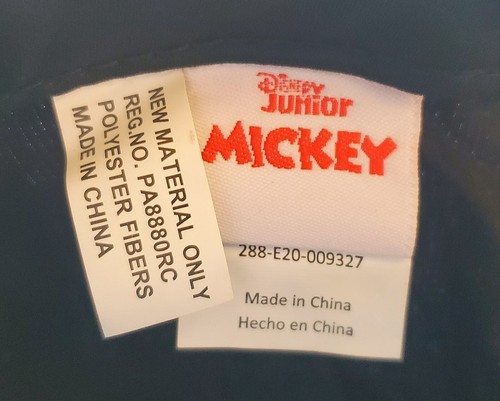 NEW MATERIAL ONLY
REG.NO. PA8880RC
POLYESTER FIBERS
MADE IN CHINA
Disney
JUNIOR
MICKEY
288-E20-009327
Made in China
Hecho en China